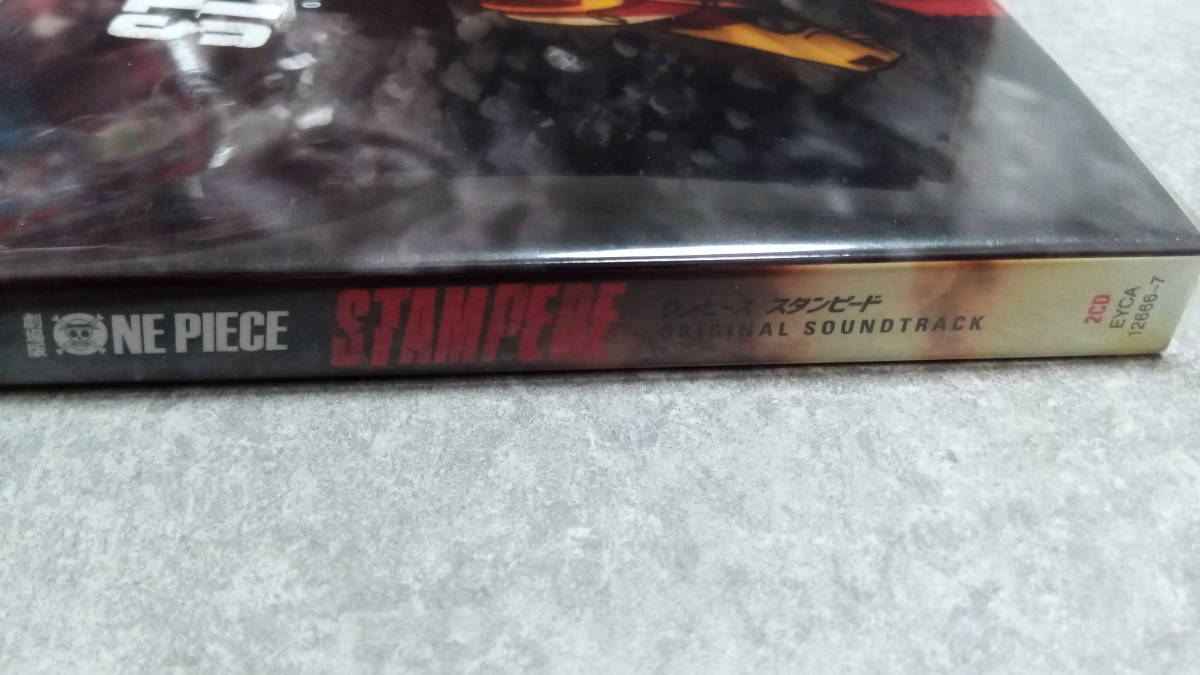 劇場版
ONE PIECE
STAMPEDE
ワンピース スタンピード
ORIGINAL SOUNDTRACK
2CD
EYCA
12666~7